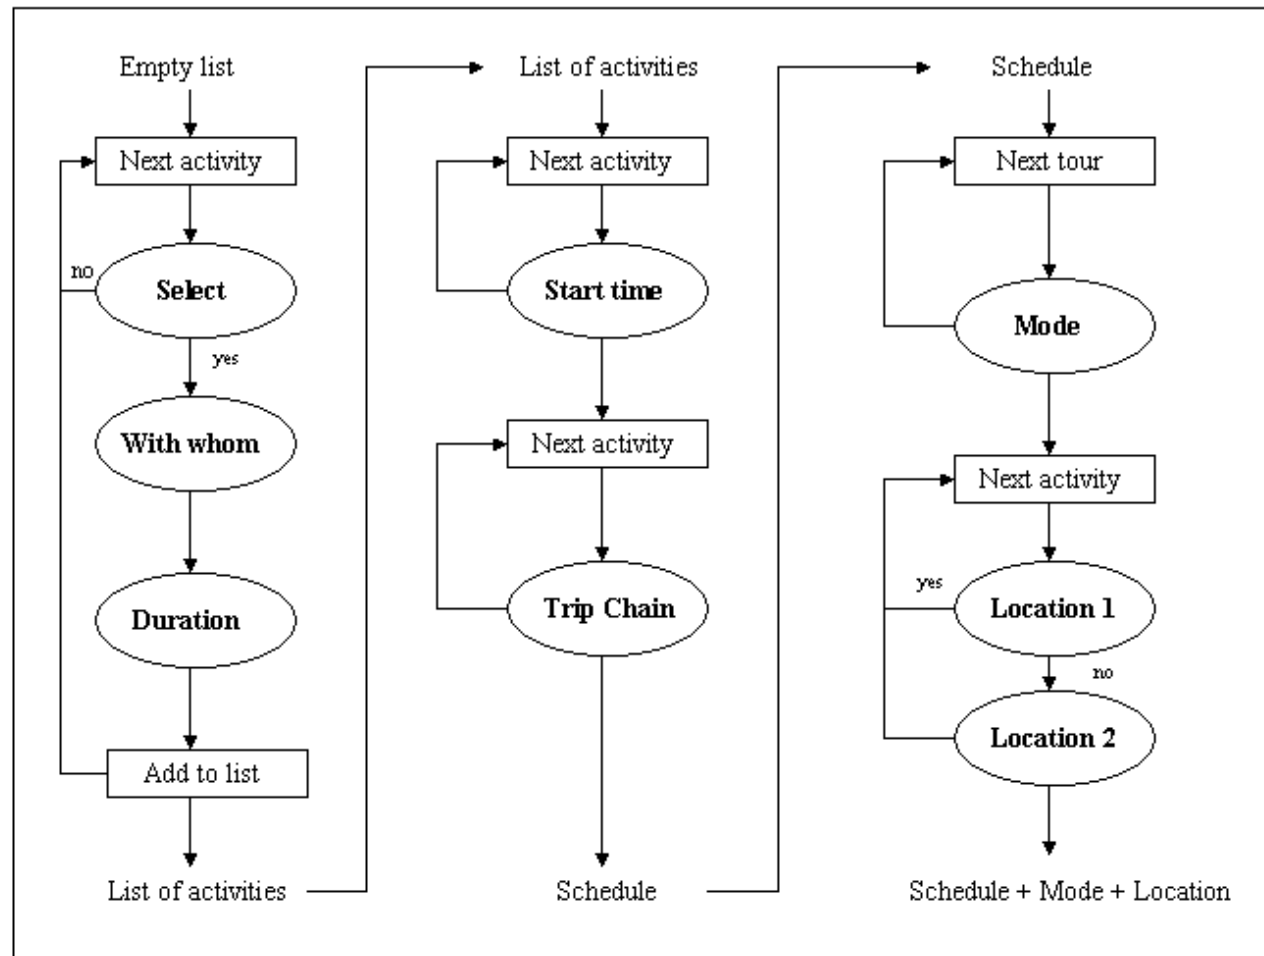 Empty list
Next activity
no
Select
yes
With whom
Duration
Add to list
List of activities
List of activities
Next activity
Start time
Next activity
Trip Chain
Schedule
Schedule
Next tour
Mode
Next activity
yes
Location 1
no
Location 2
Schedule + Mode + Location